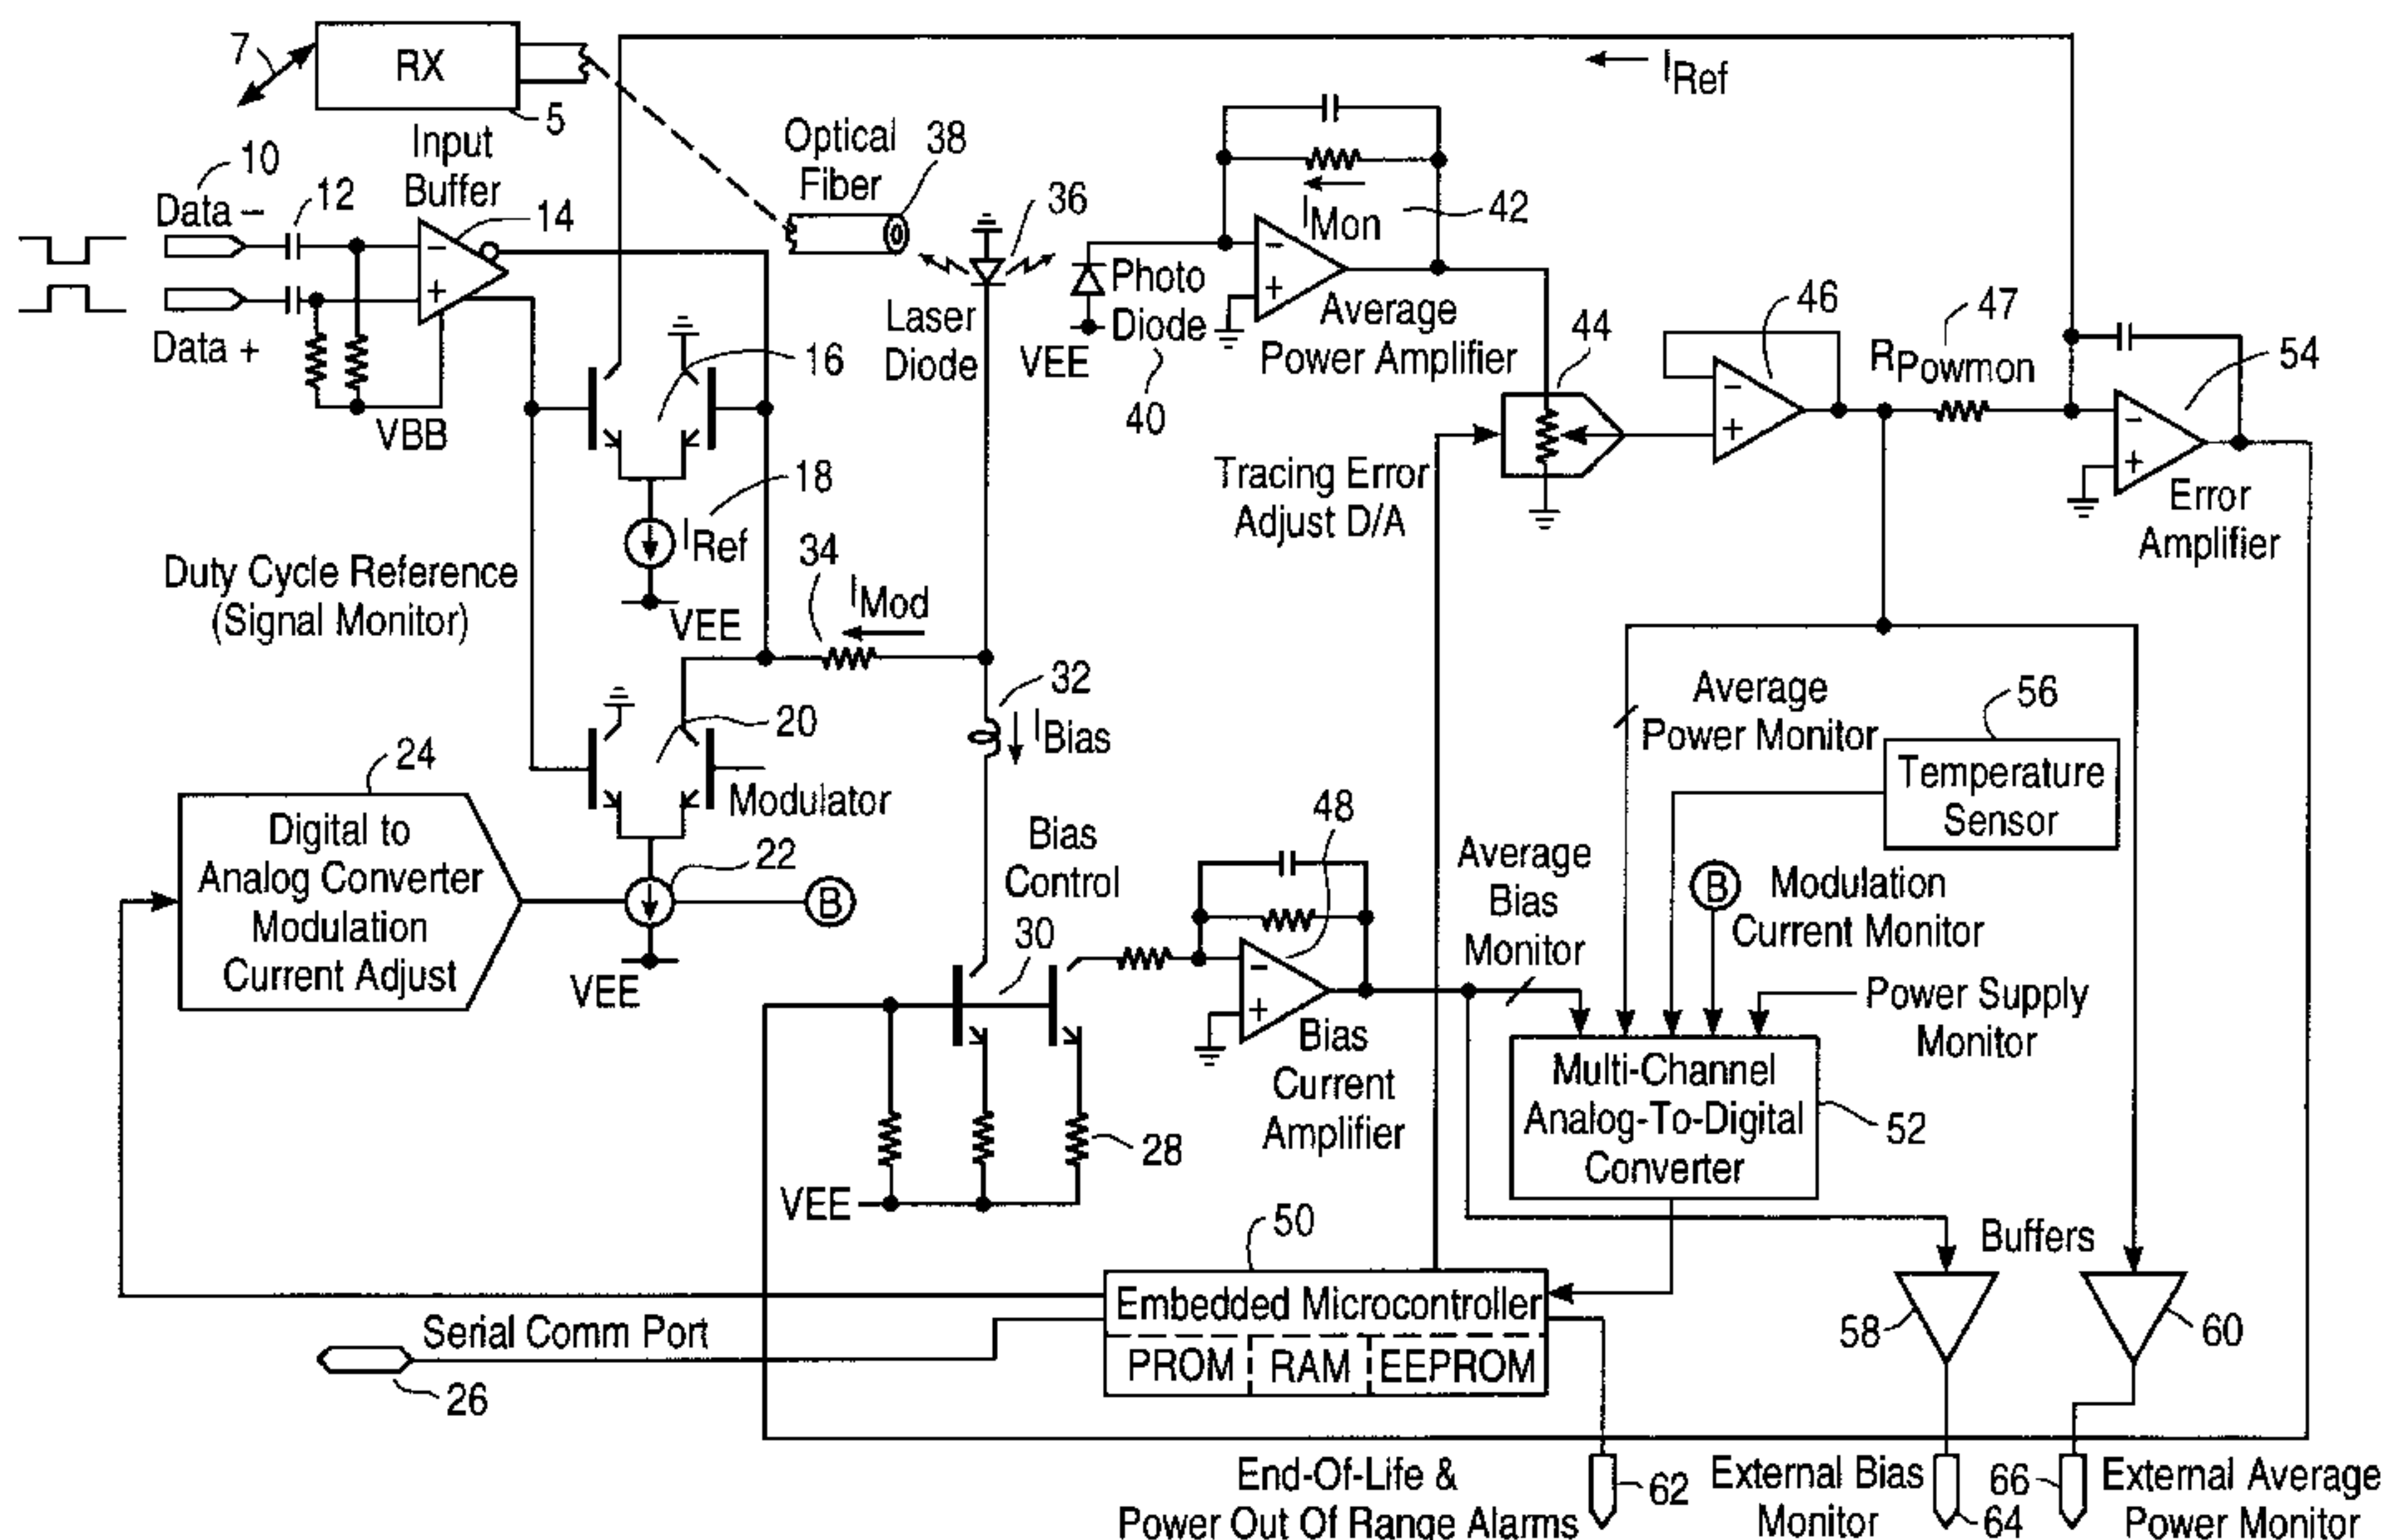 7
RX
5
I Ref
Input
Buffer
10
Data –
12
14
Data +
VBB
Optical
Fiber
38
36
Laser
Diode
Photo
Diode
VEE
40
I Mon
42
Average
Power Amplifier
44
46
47
R Powmon
54
Error
Amplifier
16
18
I Ref
VEE
Duty Cycle Reference
(Signal Monitor)
34
I Mod
Tracing Error
Adjust D/A
32
I Bias
20
Modulator
24
Digital to
Analog Converter
Modulation
Current Adjust
22
B
VEE
Bias
Control
30
28
VEE
48
Bias
Current
Amplifier
Average
Bias
Monitor
Average
Power Monitor
56
Temperature
Sensor
B
Modulation
Current Monitor
Power Supply
Monitor
Multi-Channel
Analog-To-Digital
Converter
52
50
Embedded Microcontroller
PROM
RAM
EEPROM
Serial Comm Port
26
Buffers
58
60
End-Of-Life &
Power Out Of Range Alarms
62
External Bias
Monitor
64
66
External Average
Power Monitor
–
+
–
+
–
+
–
+
–
+